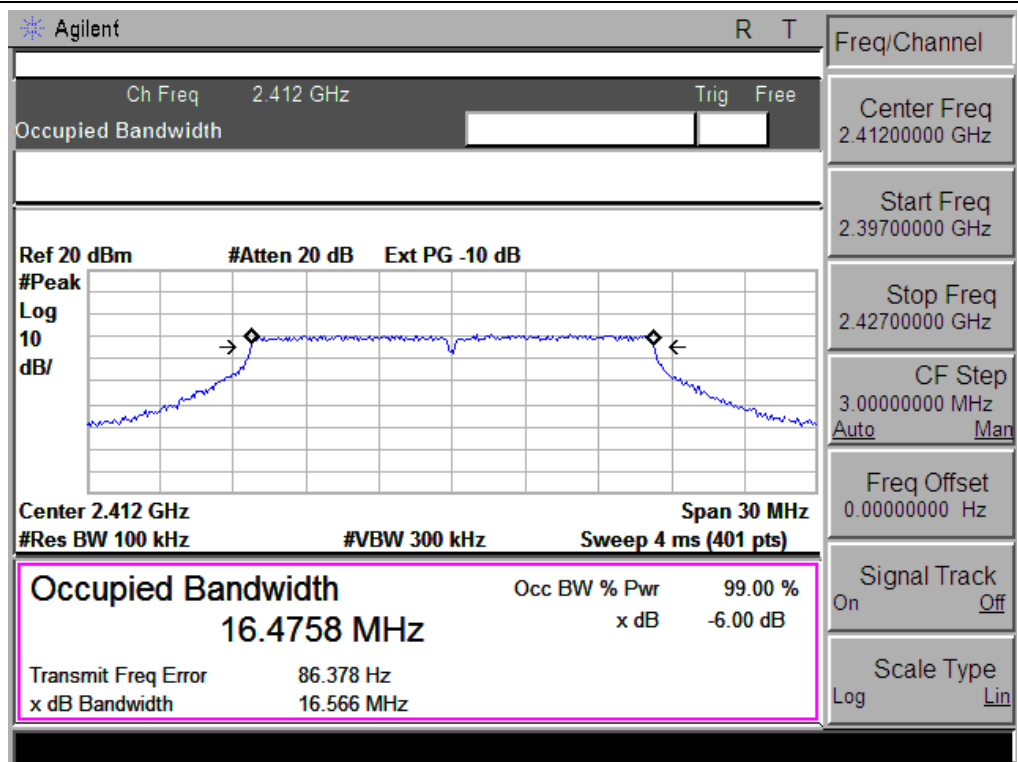 Agilent R T
Ch Freq 2.412 GHz Trig Free
Occupied Bandwidth
Ref 20 dBm #Atten 20 dB Ext PG -10 dB
#Peak
Log
10
dB/
Center 2.412 GHz Span 30 MHz
#Res BW 100 kHz #VBW 300 kHz Sweep 4 ms (401 pts)
Occupied Bandwidth Occ BW % Pwr 99.00 %
16.4758 MHz x dB -6.00 dB
Transmit Freq Error 86.378 Hz
x dB Bandwidth 16.566 MHz
Freq/Channel
Center Freq
2.41200000 GHz
Start Freq
2.39700000 GHz
Stop Freq
2.42700000 GHz
CF Step
3.00000000 MHz
Auto Man
Freq Offset
0.00000000 Hz
Signal Track
On Off
Scale Type
Log Lin